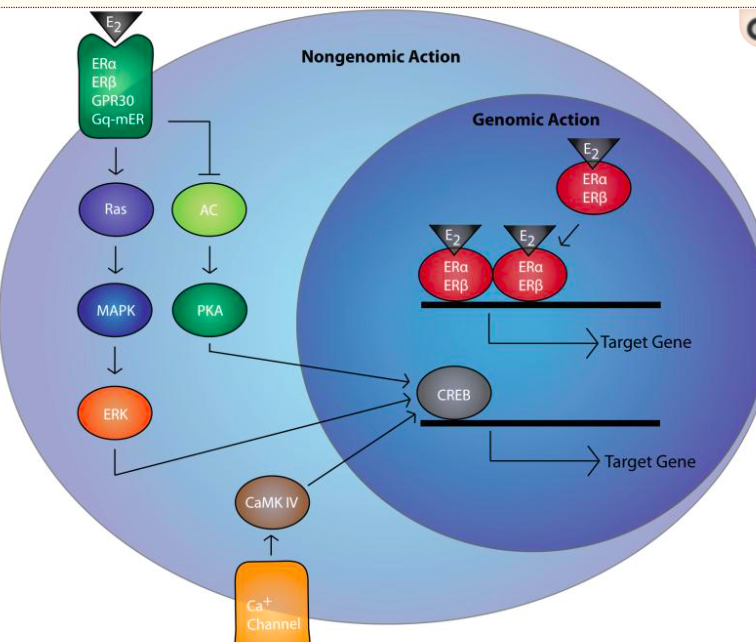 E2
ERα
ERβ
GPR30
Gq-mER
Nongenomic Action
Genomic Action
E2
ERα
ERβ
Ras
AC
E2
E2
ERα
ERβ
ERα
ERβ
MAPK
PKA
Target Gene
CREB
ERK
Target Gene
CaMK IV
Ca+
Channel